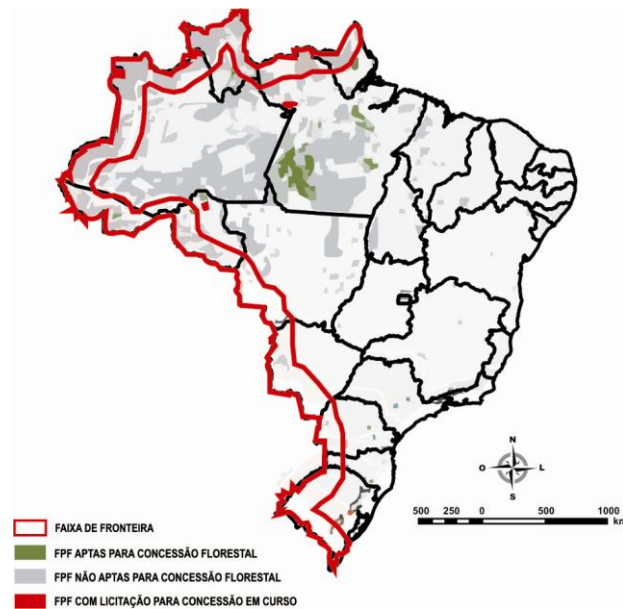 N
O L
S
500 250 0 500 1000
km
FAIXA DE FRONTEIRA
FPF APTAS PARA CONCESSÃO FLORESTAL
FPF NÃO APTAS PARA CONCESSÃO FLORESTAL
FPF COM LICITAÇÃO PARA CONCESSÃO EM CURSO